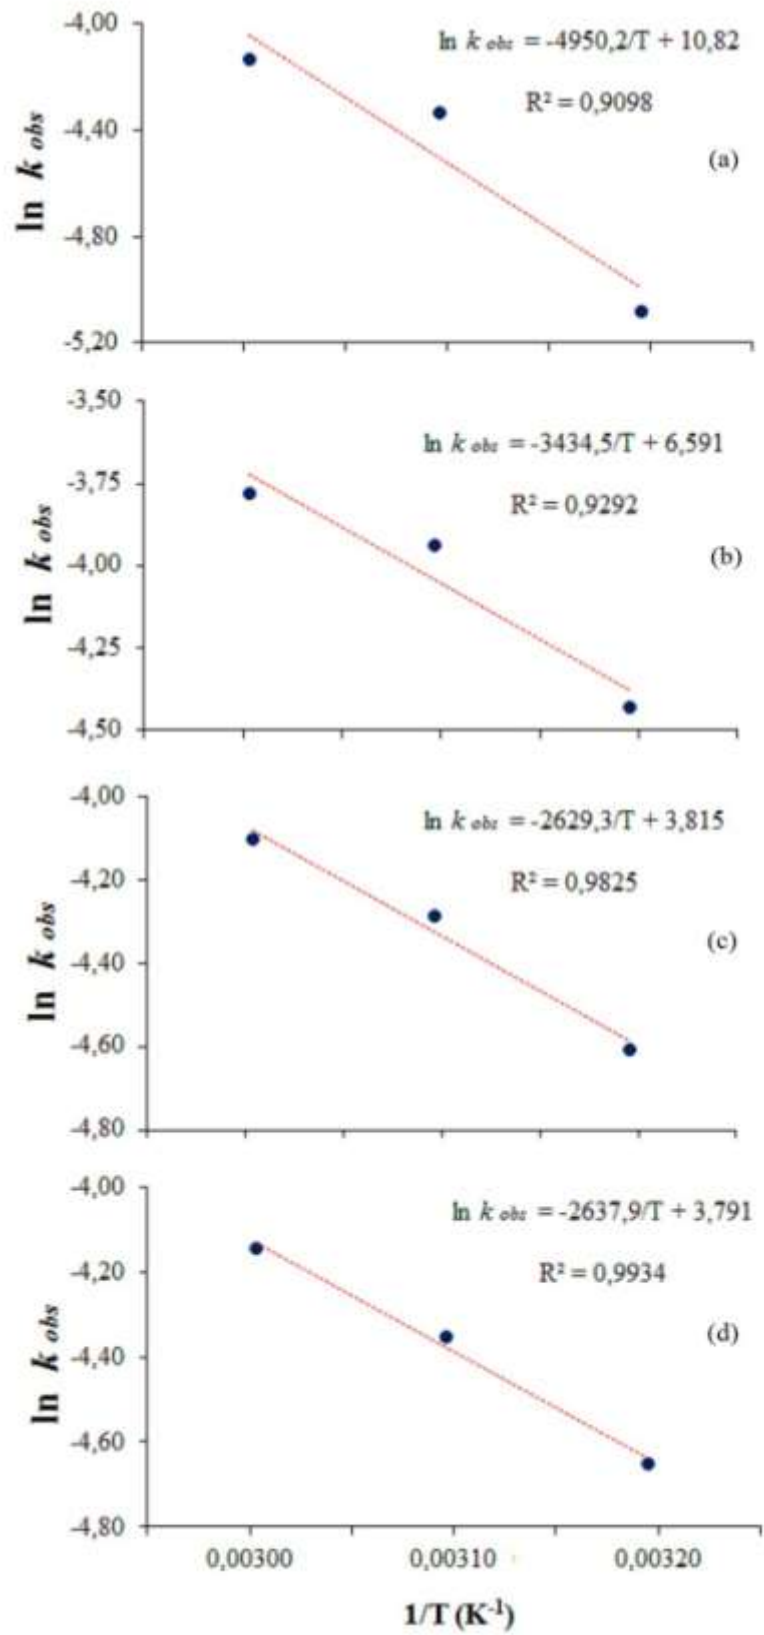 -4,00
ln k obs = -4950,2/T + 10,82
R² = 0,9098
-4,40
(a)
ln k obs
-4,80
-5,20
-3,50
ln k obs = -3434,5/T + 6,591
-3,75
R² = 0,9292
(b)
-4,00
ln k obs
-4,25
-4,50
-4,00
ln k obs = -2629,3/T + 3,815
-4,20
R² = 0,9825
(c)
-4,40
ln k obs
-4,60
-4,80
-4,00
ln k obs = -2637,9/T + 3,791
-4,20
R² = 0,9934
(d)
-4,40
ln k obs
-4,60
-4,80
0,00300 0,00310 0,00320
1/T (K⁻¹)